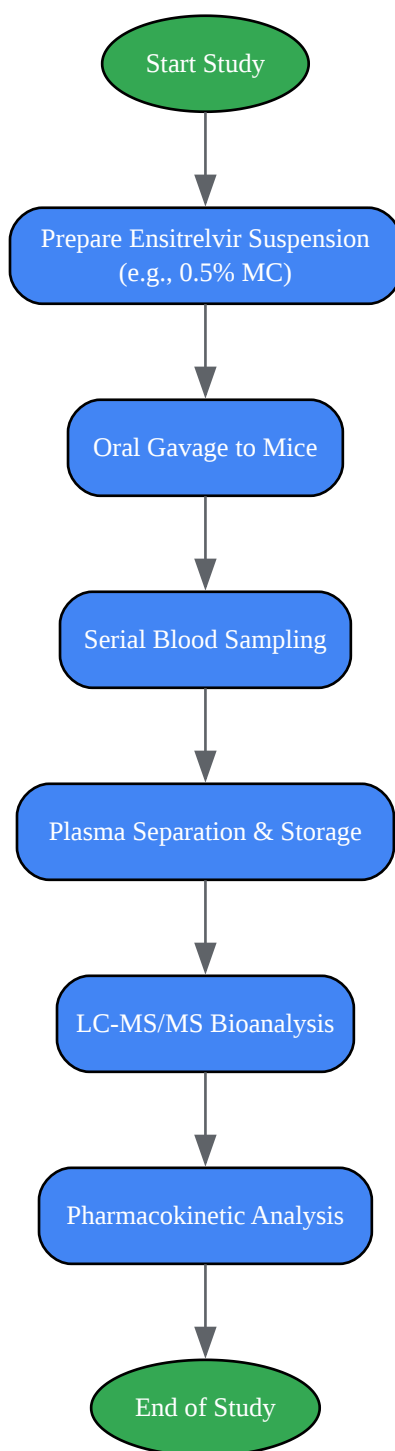 Start Study
Prepare Ensitrelvir Suspension
(e.g., 0.5% MC)
Oral Gavage to Mice
Serial Blood Sampling
Plasma Separation & Storage
LC-MS/MS Bioanalysis
Pharmacokinetic Analysis
End of Study